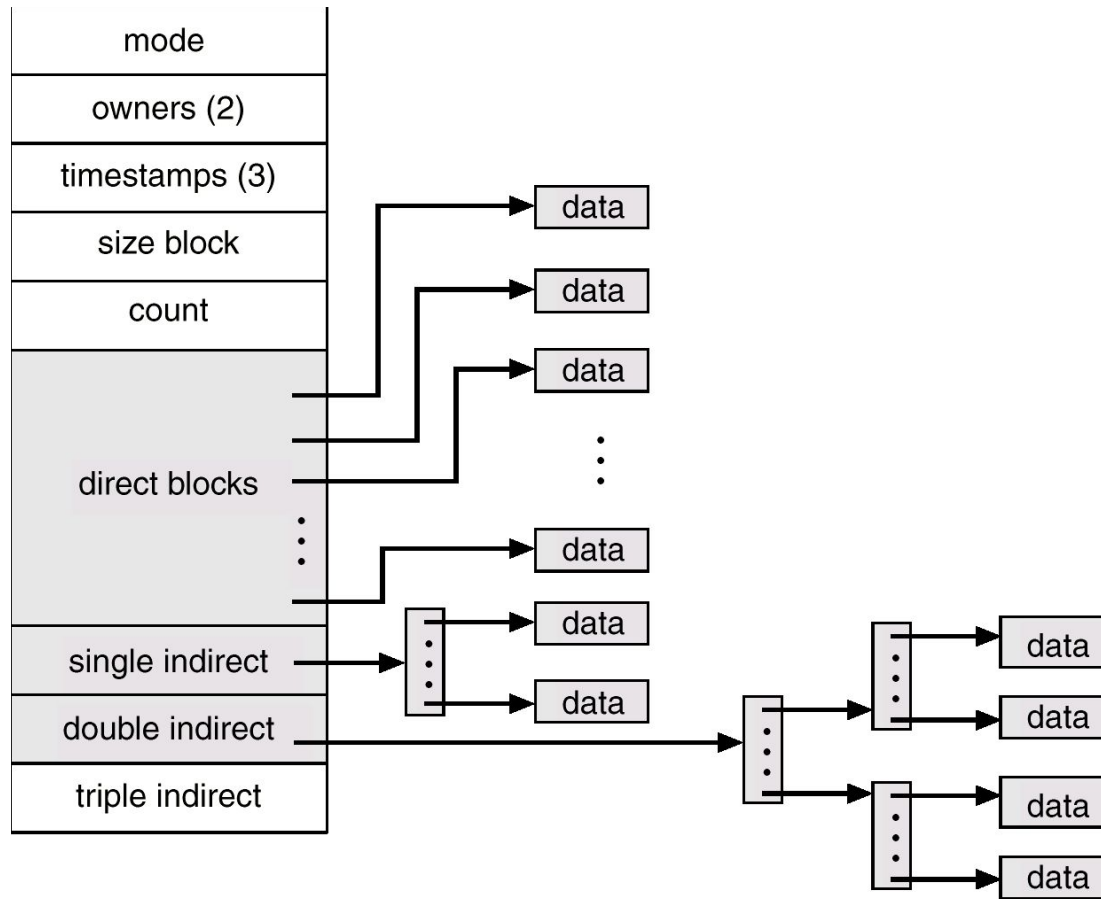 mode
owners (2)
timestamps (3)
size block
count
direct blocks
single indirect
double indirect
triple indirect
data
data
data
data
data
data
data
data
data
data